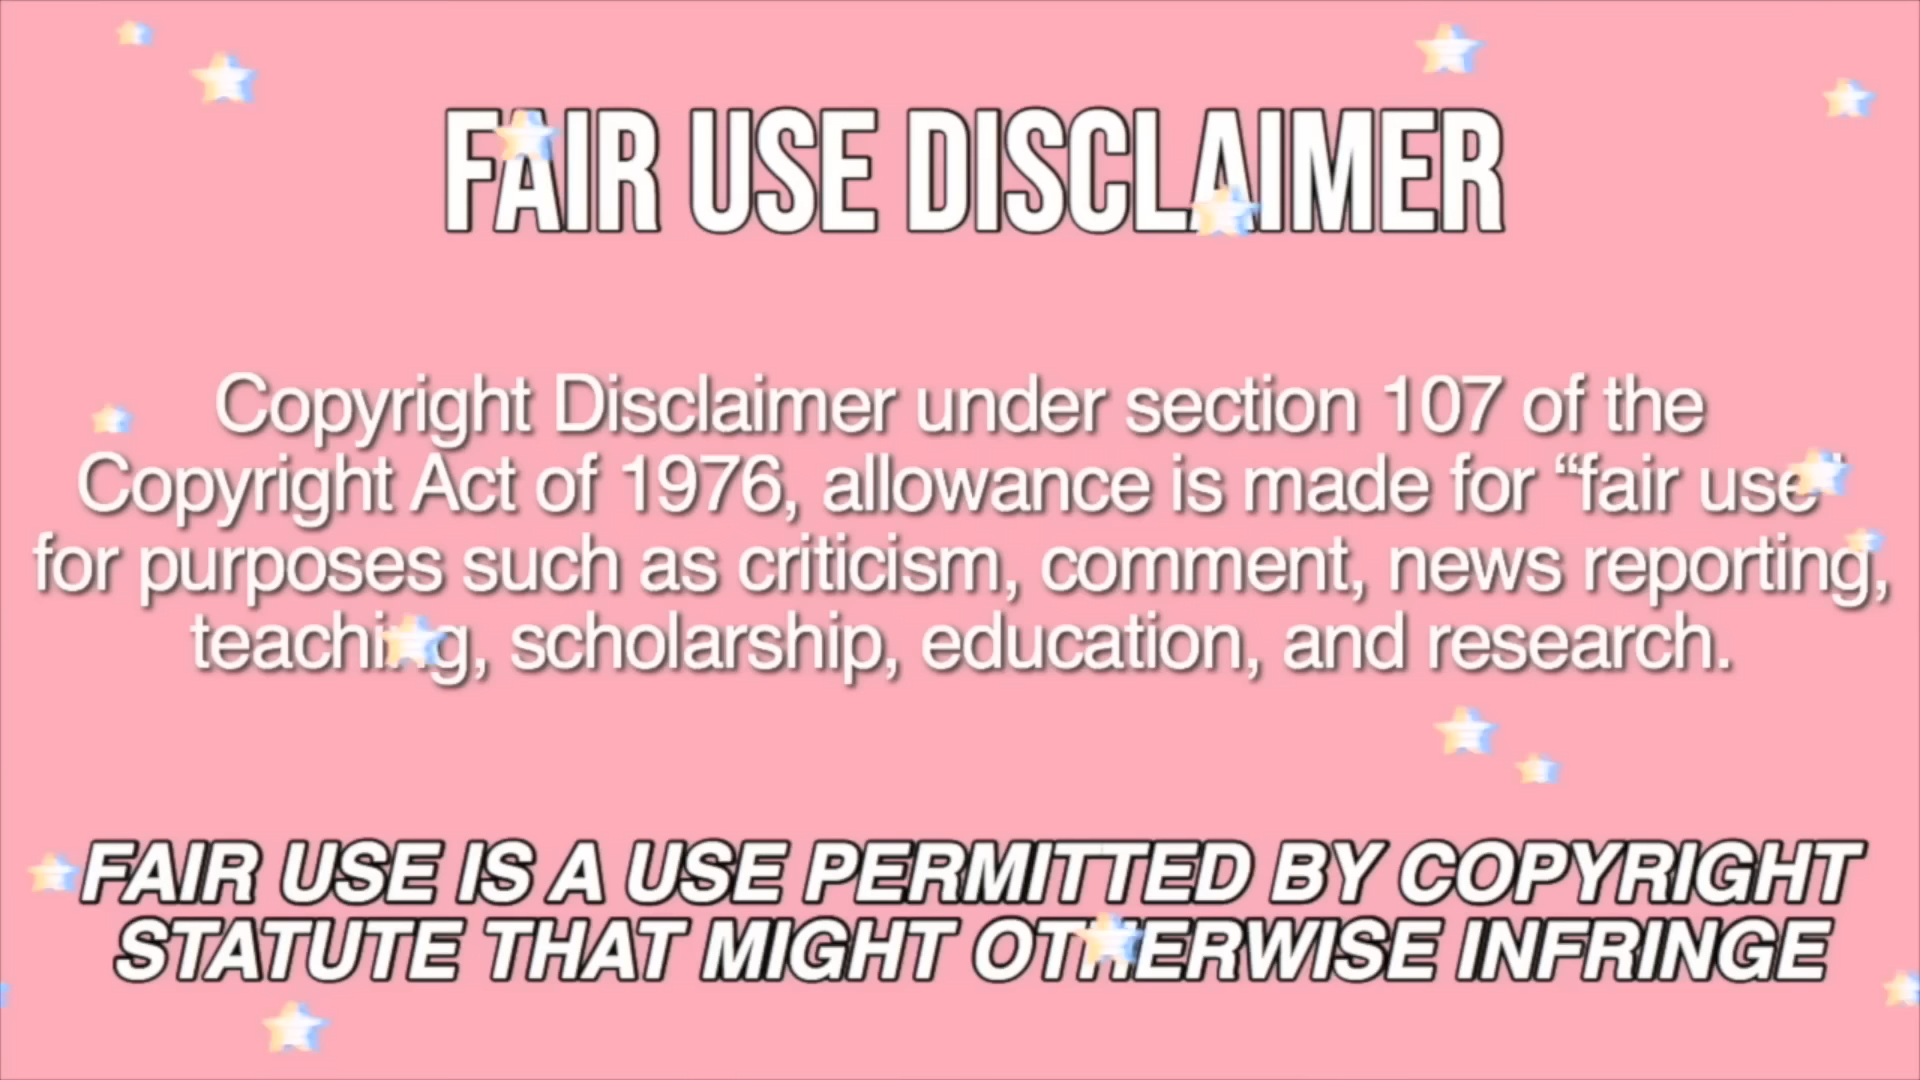 FAIR USE DISCLAIMER
Copyright Disclaimer under section 107 of the
Copyright Act of 1976, allowance is made for “fair use”
for purposes such as criticism, comment, news reporting,
teaching, scholarship, education, and research.
FAIR USE IS A USE PERMITTED BY COPYRIGHT
STATUTE THAT MIGHT OTHERWISE INFRINGE